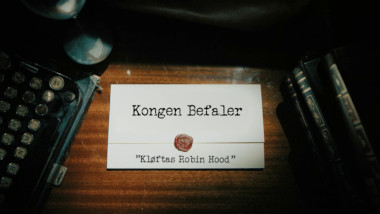 Kongen Befaler
"Kløftas Robin Hood"